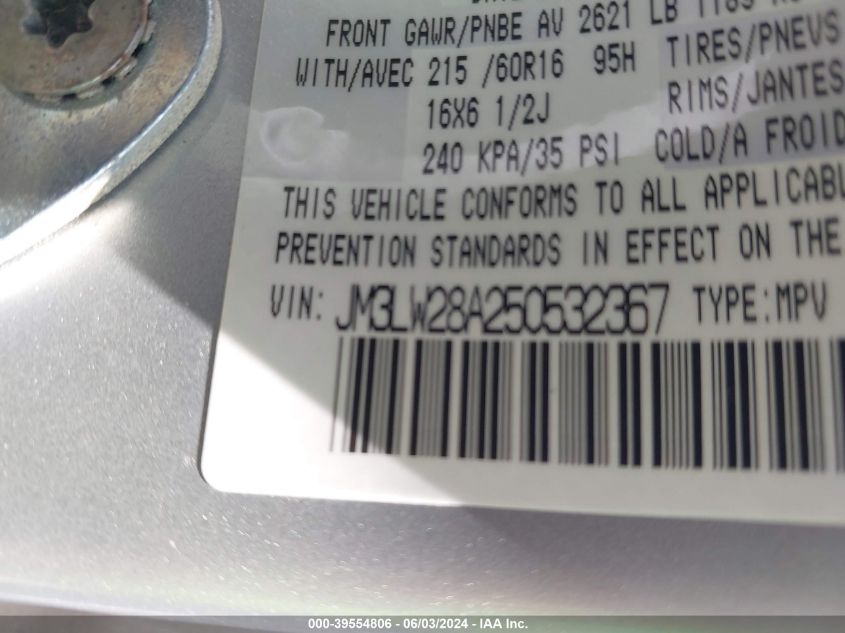 FRONT GAWR/PNBE AV 2621 LB
WITH/AVEC 215 /60R16 95H TIRES/PNEUS
16X6 1/2J RIMS/JANTES
240 KPA/35 PSI COLD/A FROID
THIS VEHICLE CONFORMS TO ALL
PREVENTION STANDARDS IN EFFECT ON THE
VIN: JM3LW28A250532367 TYPE:MPV
000-39554806 - 06/03/2024 - IAA Inc.